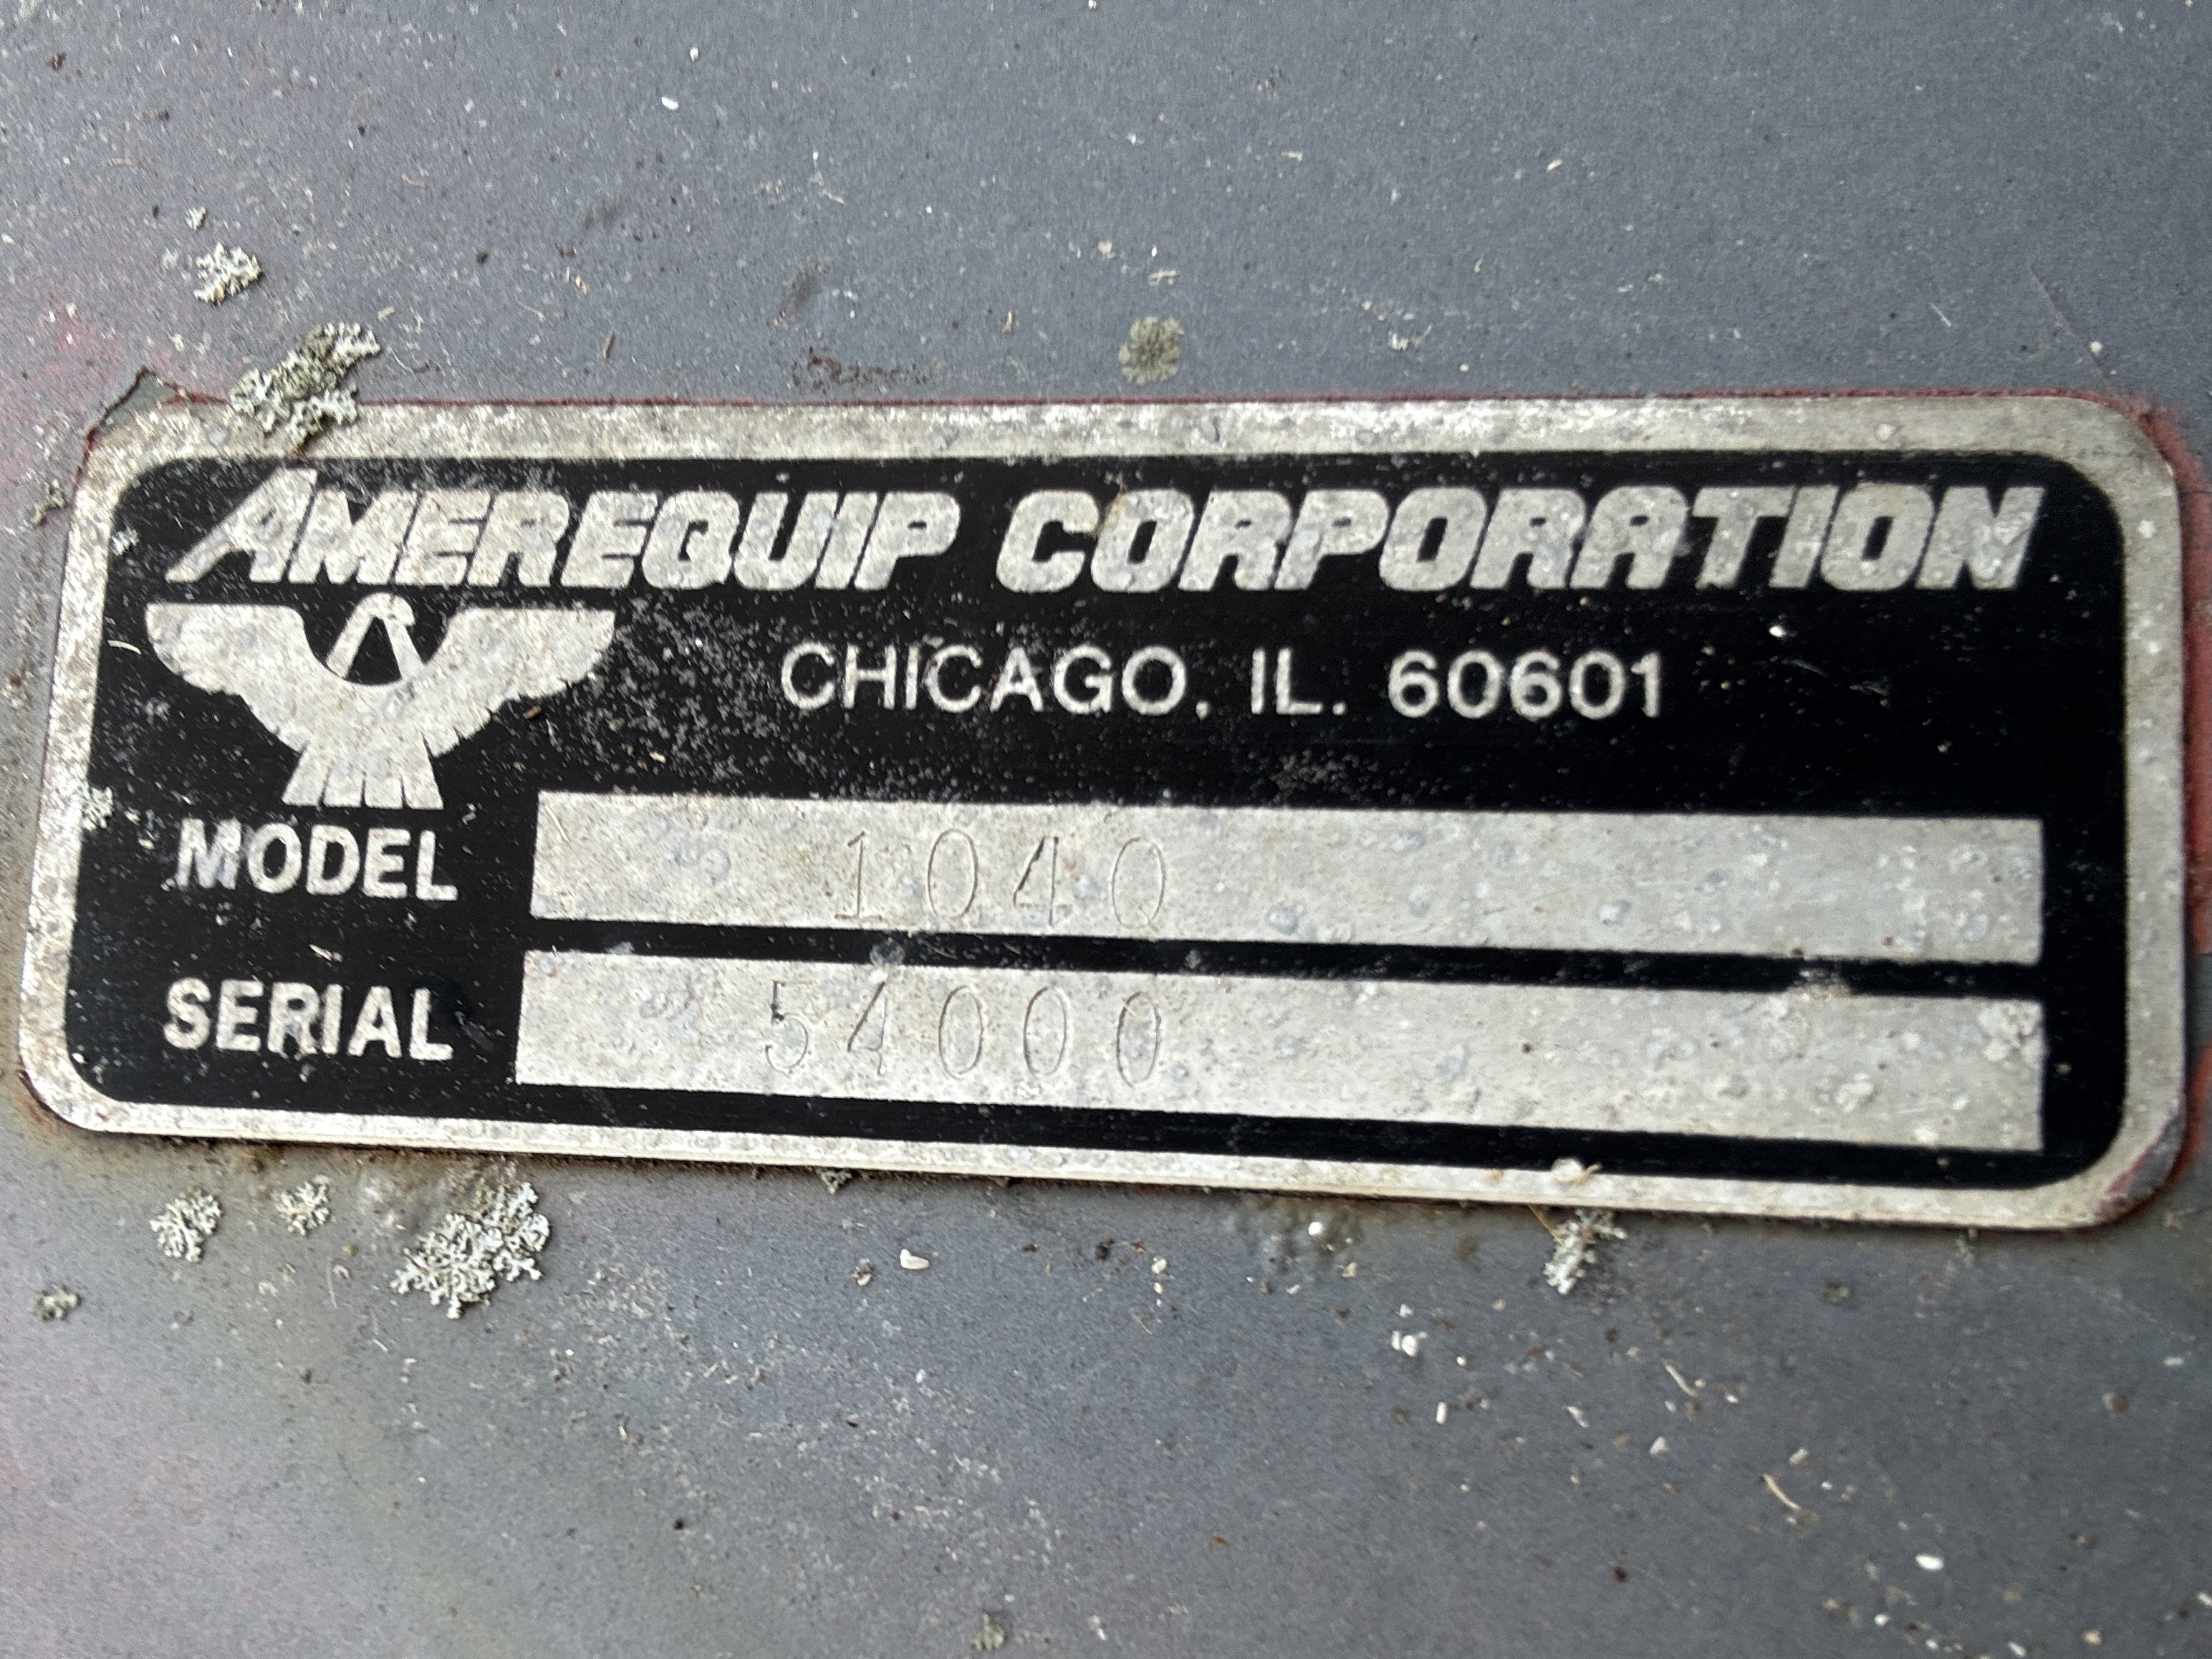 AMEREQUIP CORPORATION
CHICAGO, IL. 60601
MODEL 1040
SERIAL 54000